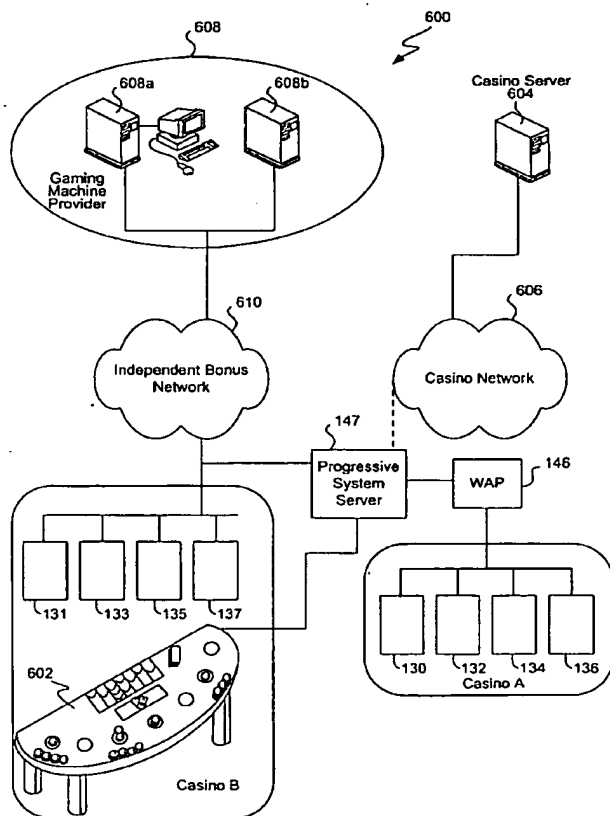 608
600
608a
608b
Casino Server
604
Gaming
Machine
Provider
610
606
Independent Bonus
Network
Casino Network
147
Progressive
System
Server
WAP
146
131
133
135
137
130
132
134
136
Casino A
602
Casino B